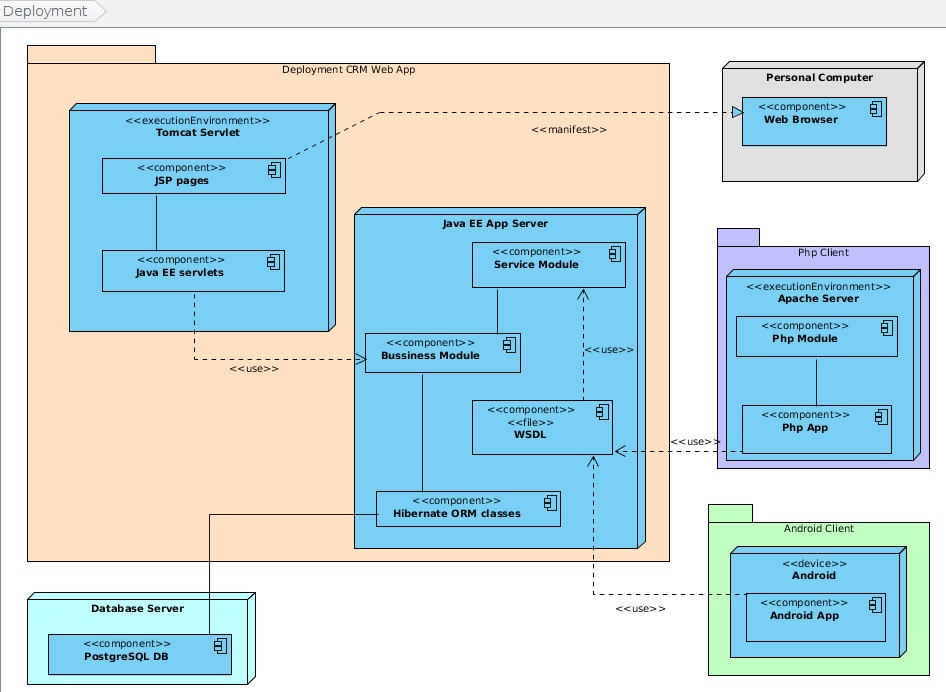 Deployment
Deployment CRM Web App
<<executionEnvironment>>
Tomcat Servlet
<<component>>
JSP pages
<<component>>
Java EE servlets
<<use>>
<<manifest>>
Java EE App Server
<<component>>
Service Module
<<component>>
Bussiness Module
<<use>>
<<component>>
<<file>>
WSDL
<<component>>
Hibernate ORM classes
Database Server
<<component>>
PostgreSQL DB
Personal Computer
<<component>>
Web Browser
Php Client
<<executionEnvironment>>
Apache Server
<<component>>
Php Module
<<component>>
Php App
<<use>>
Android Client
<<device>>
Android
<<component>>
Android App
<<use>>